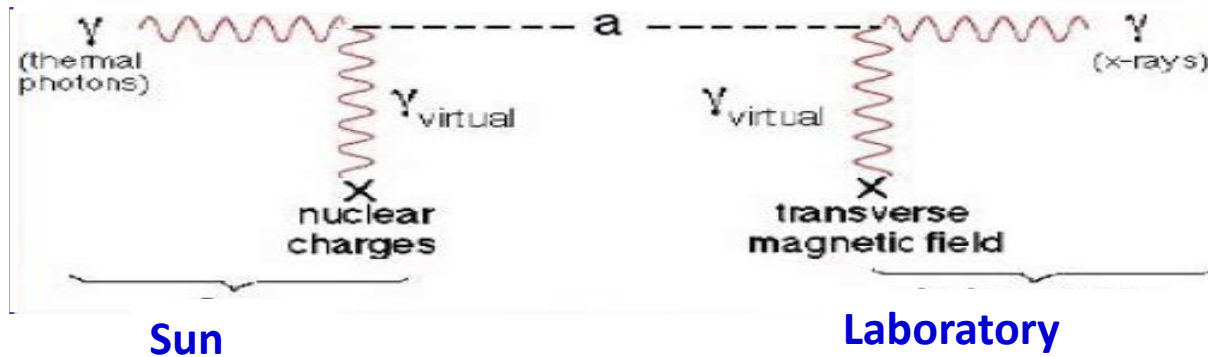 γ
(thermal
photons)
γvirtual
nuclear
charges
a
γvirtual
transverse
magnetic field
γ
(x-rays)
Sun
Laboratory